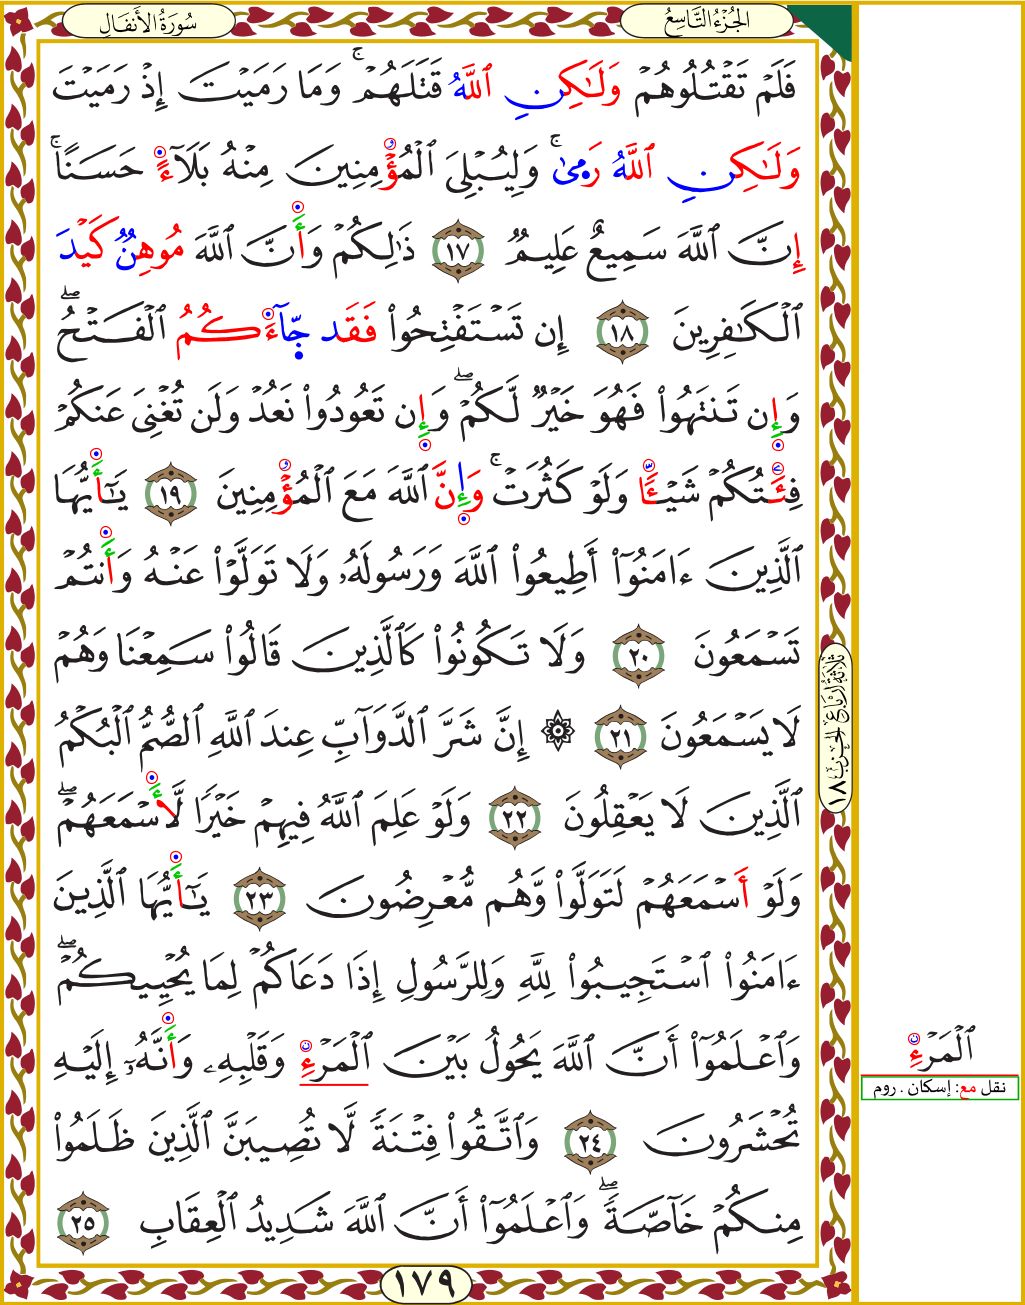 الجُزْءُ التَّاسِعُ
سُورَةُ الأَنفَالِ
فَلَمْ تَقْتُلُوهُمْ وَلَٰكِنِ ٱللَّهُ قَتَلَهُمْ ۚ وَمَا رَمَيْتَ إِذْ رَمَيْتَ
وَلَٰكِنِ ٱللَّهُ رَمَىٰ ۚ وَلِيُبْلِىَ ٱلْمُؤْمِنِينَ مِنْهُ بَلَآءً حَسَنًا ۚ
إِنَّ ٱللَّهَ سَمِيعٌ عَلِيمٌ ١٧ ذَٰلِكُمْ وَأَنَّ ٱللَّهَ مُوهِنٌ كَيْدَ
ٱلْكَٰفِرِينَ ١٨ إِن تَسْتَفْتِحُوا۟ فَقَد جَّآءَكُمُ ٱلْفَتْحُ ۖ
وَإِن تَنتَهُوا۟ فَهُوَ خَيْرٌ لَّكُمْ ۖ وَإِن تَعُودُوا۟ نَعُدْ وَلَن تُغْنِىَ عَنكُمْ
فِئَتُكُمْ شَيْـًٔا وَلَوْ كَثُرَتْ ۚ وَإِنَّ ٱللَّهَ مَعَ ٱلْمُؤْمِنِينَ ١٩ يَٰٓأَيُّهَا
ٱلَّذِينَ ءَامَنُوٓا۟ أَطِيعُوا۟ ٱللَّهَ وَرَسُولَهُۥ وَلَا تَوَلَّوْا۟ عَنْهُ وَأَنتُمْ
تَسْمَعُونَ ٢٠ وَلَا تَكُونُوا۟ كَٱلَّذِينَ قَالُوا۟ سَمِعْنَا وَهُمْ
لَا يَسْمَعُونَ ٢١ ۞ إِنَّ شَرَّ ٱلدَّوَآبِّ عِندَ ٱللَّهِ ٱلصُّمُّ ٱلْبُكْمُ
ٱلَّذِينَ لَا يَعْقِلُونَ ٢٢ وَلَوْ عَلِمَ ٱللَّهُ فِيهِمْ خَيْرًا لَّأَسْمَعَهُمْ ۖ
وَلَوْ أَسْمَعَهُمْ لَتَوَلَّوا۟ وَّهُم مُّعْرِضُونَ ٢٣ يَٰٓأَيُّهَا ٱلَّذِينَ
ءَامَنُوا۟ ٱسْتَجِيبُوا۟ لِلَّهِ وَلِلرَّسُولِ إِذَا دَعَاكُمْ لِمَا يُحْيِيكُمْ ۖ
وَٱعْلَمُوٓا۟ أَنَّ ٱللَّهَ يَحُولُ بَيْنَ ٱلْمَرْءِ وَقَلْبِهِۦ وَأَنَّهُۥٓ إِلَيْهِ
تُحْشَرُونَ ٢٤ وَٱتَّقُوا۟ فِتْنَةً لَّا تُصِيبَنَّ ٱلَّذِينَ ظَلَمُوا۟
مِنكُمْ خَآصَّةً ۖ وَٱعْلَمُوٓا۟ أَنَّ ٱللَّهَ شَدِيدُ ٱلْعِقَابِ ٢٥
ثَلَاثَةُ أَرْبَاعِ الحِزْبِ ١٨
ٱلْمَرْءِ
نقل مع: إسكان . روم
١٧٩